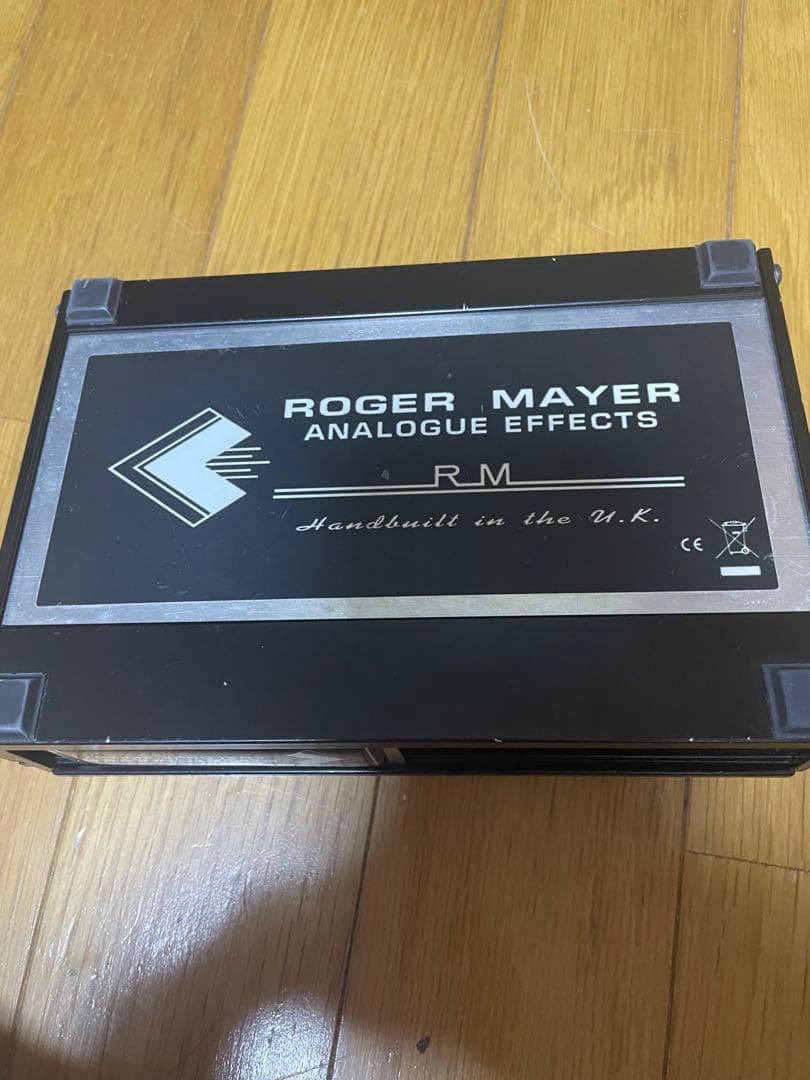 ROGER MAYER
ANALOGUE EFFECTS
RM
Handbuilt in the U.K.
CE